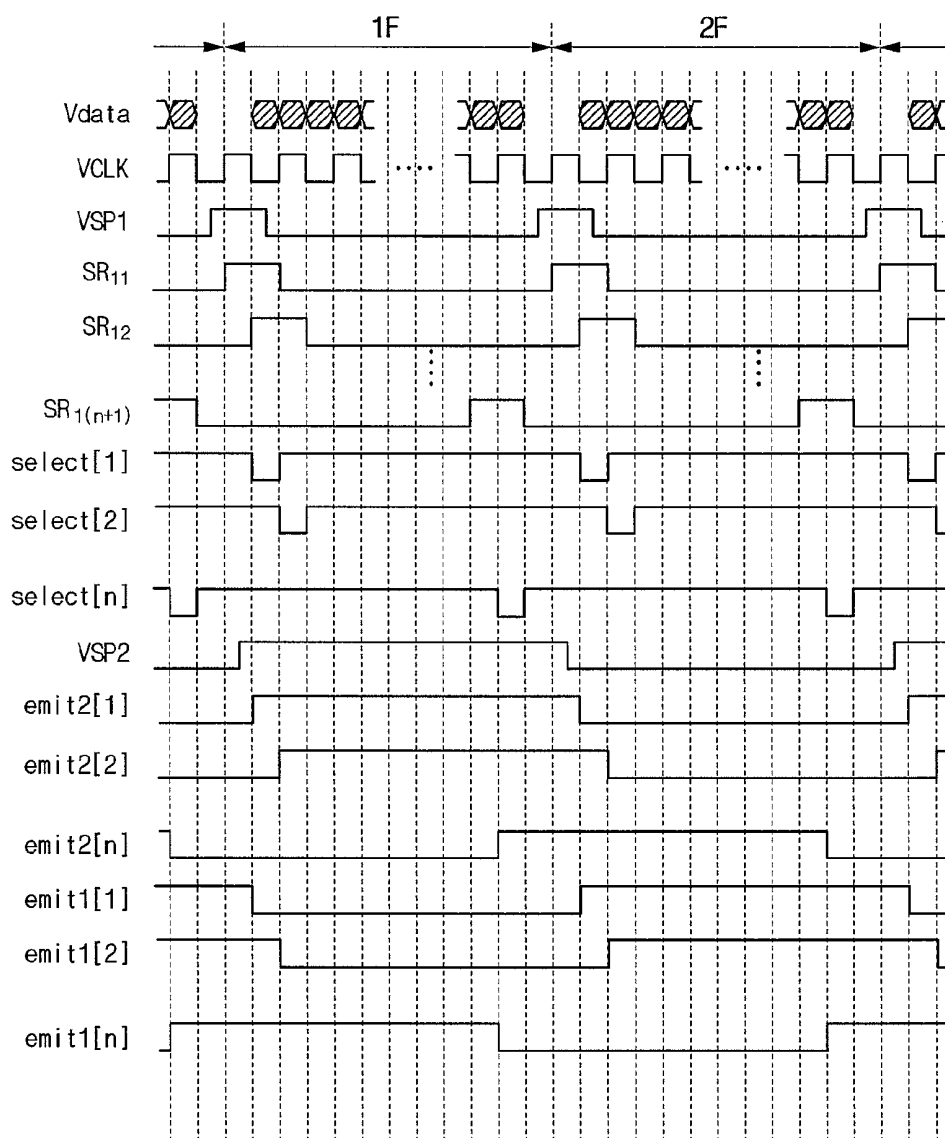 1F 2F
Vdata
VCLK
VSP1
SR₁₁
SR₁₂
SR₁₍ₙ₊₁₎
select[1]
select[2]
select[n]
VSP2
emit2[1]
emit2[2]
emit2[n]
emit1[1]
emit1[2]
emit1[n]